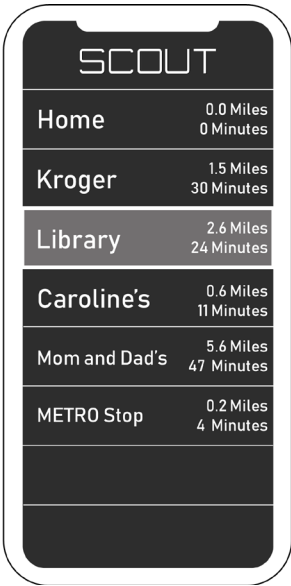 SCOUT
Home
0.0 Miles
0 Minutes
Kroger
1.5 Miles
30 Minutes
Library
2.6 Miles
24 Minutes
Caroline's
0.6 Miles
11 Minutes
Mom and Dad's
5.6 Miles
47 Minutes
METRO Stop
0.2 Miles
4 Minutes